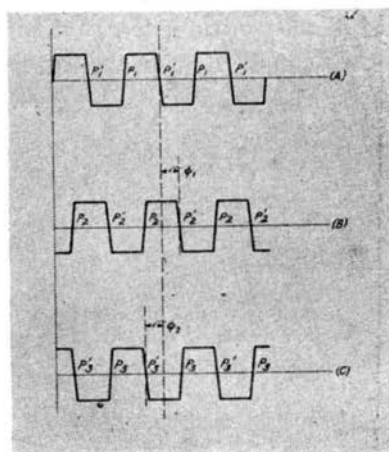 P₁' P₁ P₁' P₁ P₁' (A)
ϕ₁
P₂ P₂' P₂ P₂' P₂ P₂' (B)
ϕ₂
P₃' P₃ P₃' P₃ P₃' P₃ (C)